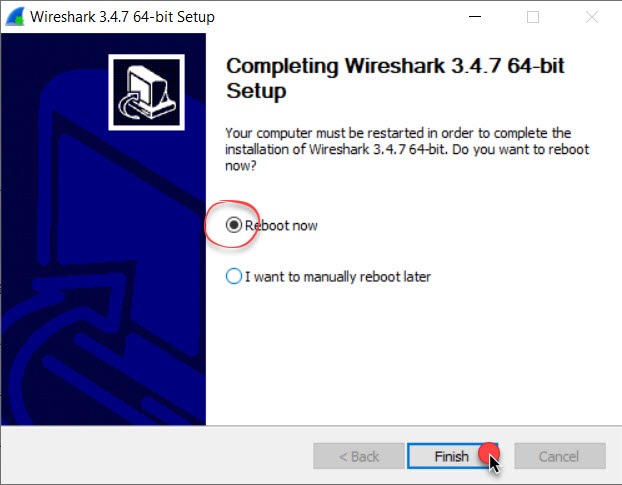 Wireshark 3.4.7 64-bit Setup
Completing Wireshark 3.4.7 64-bit
Setup
Your computer must be restarted in order to complete the
installation of Wireshark 3.4.7 64-bit. Do you want to reboot
now?
Reboot now
I want to manually reboot later
< Back
Finish
Cancel